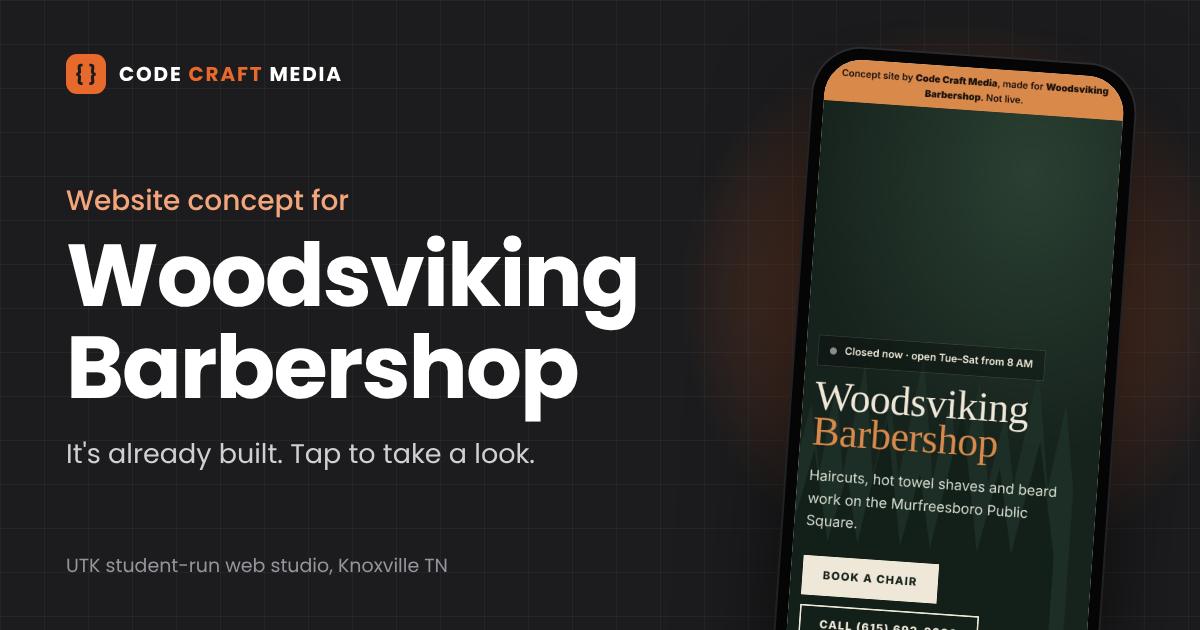 { } CODE CRAFT MEDIA
Website concept for
Woodsviking
Barbershop
It's already built. Tap to take a look.
UTK student-run web studio, Knoxville TN
Concept site by Code Craft Media, made for Woodsviking
Barbershop. Not live.
Closed now · open Tue–Sat from 8 AM
Woodsviking
Barbershop
Haircuts, hot towel shaves and beard
work on the Murfreesboro Public
Square.
BOOK A CHAIR
CALL (615)